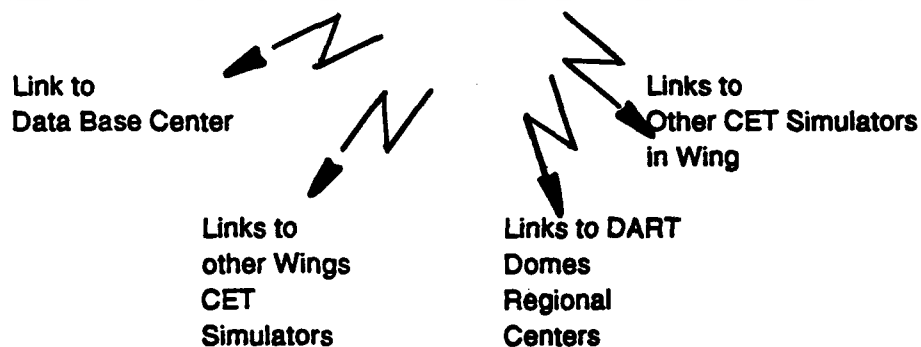 Link to
Data Base Center
Links to
other Wings
CET
Simulators
Links to DART
Domes
Regional
Centers
Links to
Other CET Simulators
in Wing